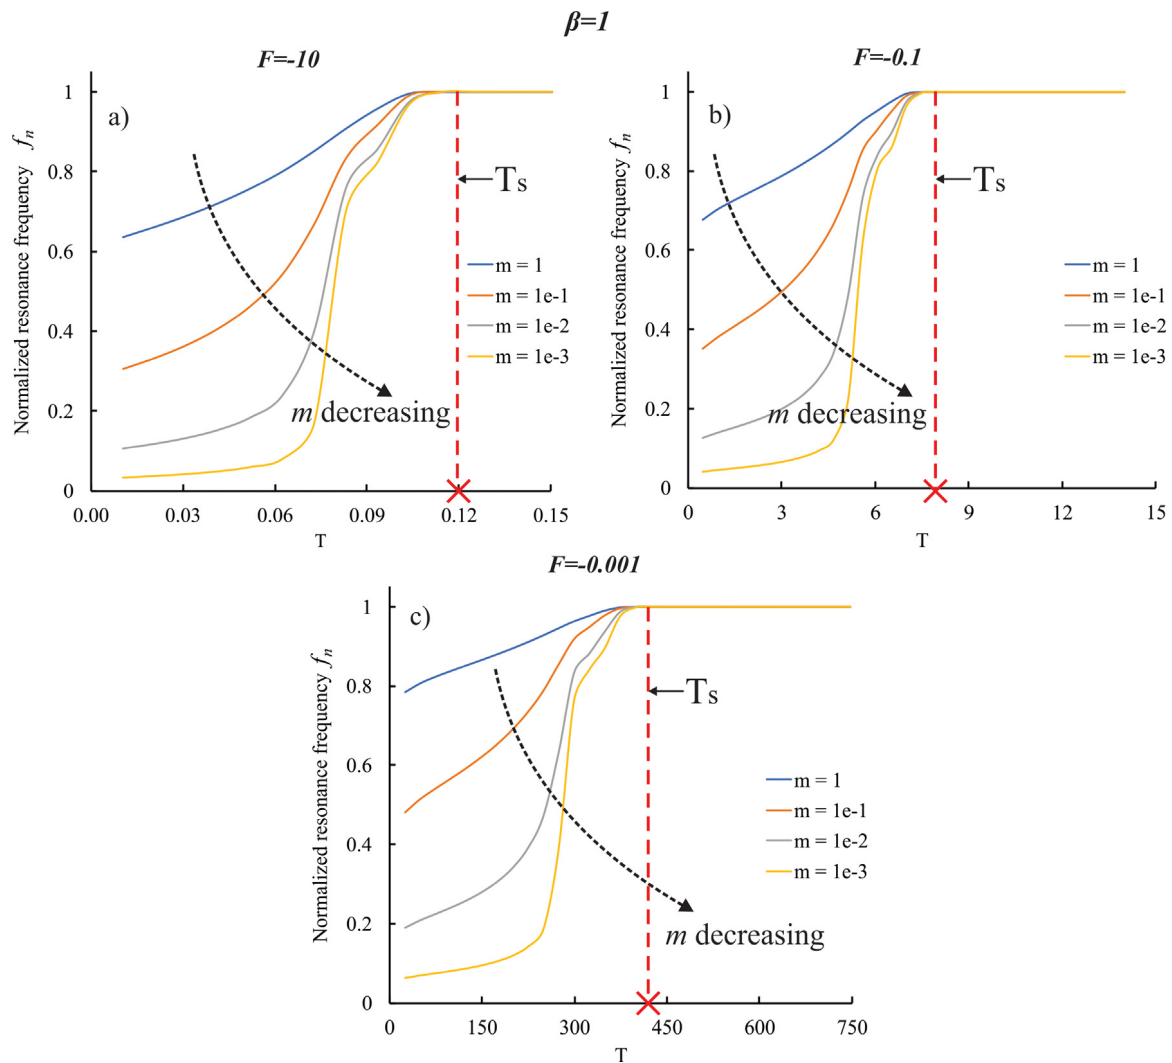 β=1
F=-10
a)
Normalized resonance frequency fn
1
0.8
0.6
0.4
0.2
0
0.00
0.03
0.06
0.09
0.12
0.15
T
Ts
m = 1
m = 1e-1
m = 1e-2
m = 1e-3
m decreasing
F=-0.1
b)
Normalized resonance frequency fn
1
0.8
0.6
0.4
0.2
0
0
3
6
9
12
15
T
Ts
m = 1
m = 1e-1
m = 1e-2
m = 1e-3
m decreasing
F=-0.001
c)
Normalized resonance frequency fn
1
0.8
0.6
0.4
0.2
0
0
150
300
450
600
750
T
Ts
m = 1
m = 1e-1
m = 1e-2
m = 1e-3
m decreasing